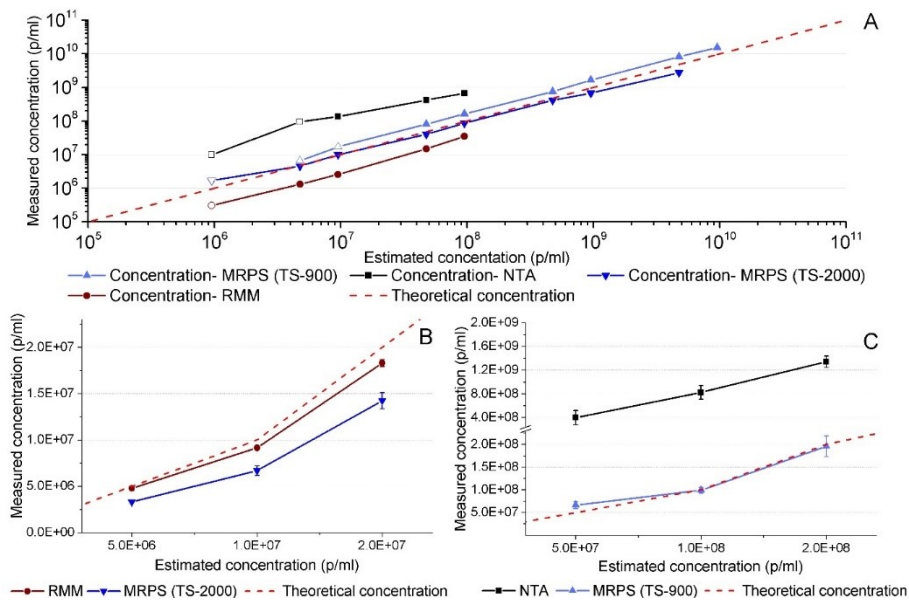 A
Measured concentration (p/ml)
10^11
10^10
10^9
10^8
10^7
10^6
10^5
10^5 10^6 10^7 10^8 10^9 10^10 10^11
Estimated concentation (p/ml)
Concentration- MRPS (TS-900) Concentration- NTA Concentration- MRPS (TS-2000)
Concentration- RMM Theoretical concentration
B
Measured concentration (p/ml)
2.0E+07
1.5E+07
1.0E+07
5.0E+06
0.0E+00
5.0E+06 1.0E+07 2.0E+07
Estimated concentration (p/ml)
RMM MRPS (TS-2000) Theoretical concentration
C
Measured concentration (p/ml)
2.0E+09
1.6E+09
1.2E+09
8.0E+08
4.0E+08
2.0E+08
1.0E+08
5.0E+07
5.0E+07 1.0E+08 2.0E+08
Estimated concentration (p/ml)
NTA MRPS (TS-900) Theoretical concentration